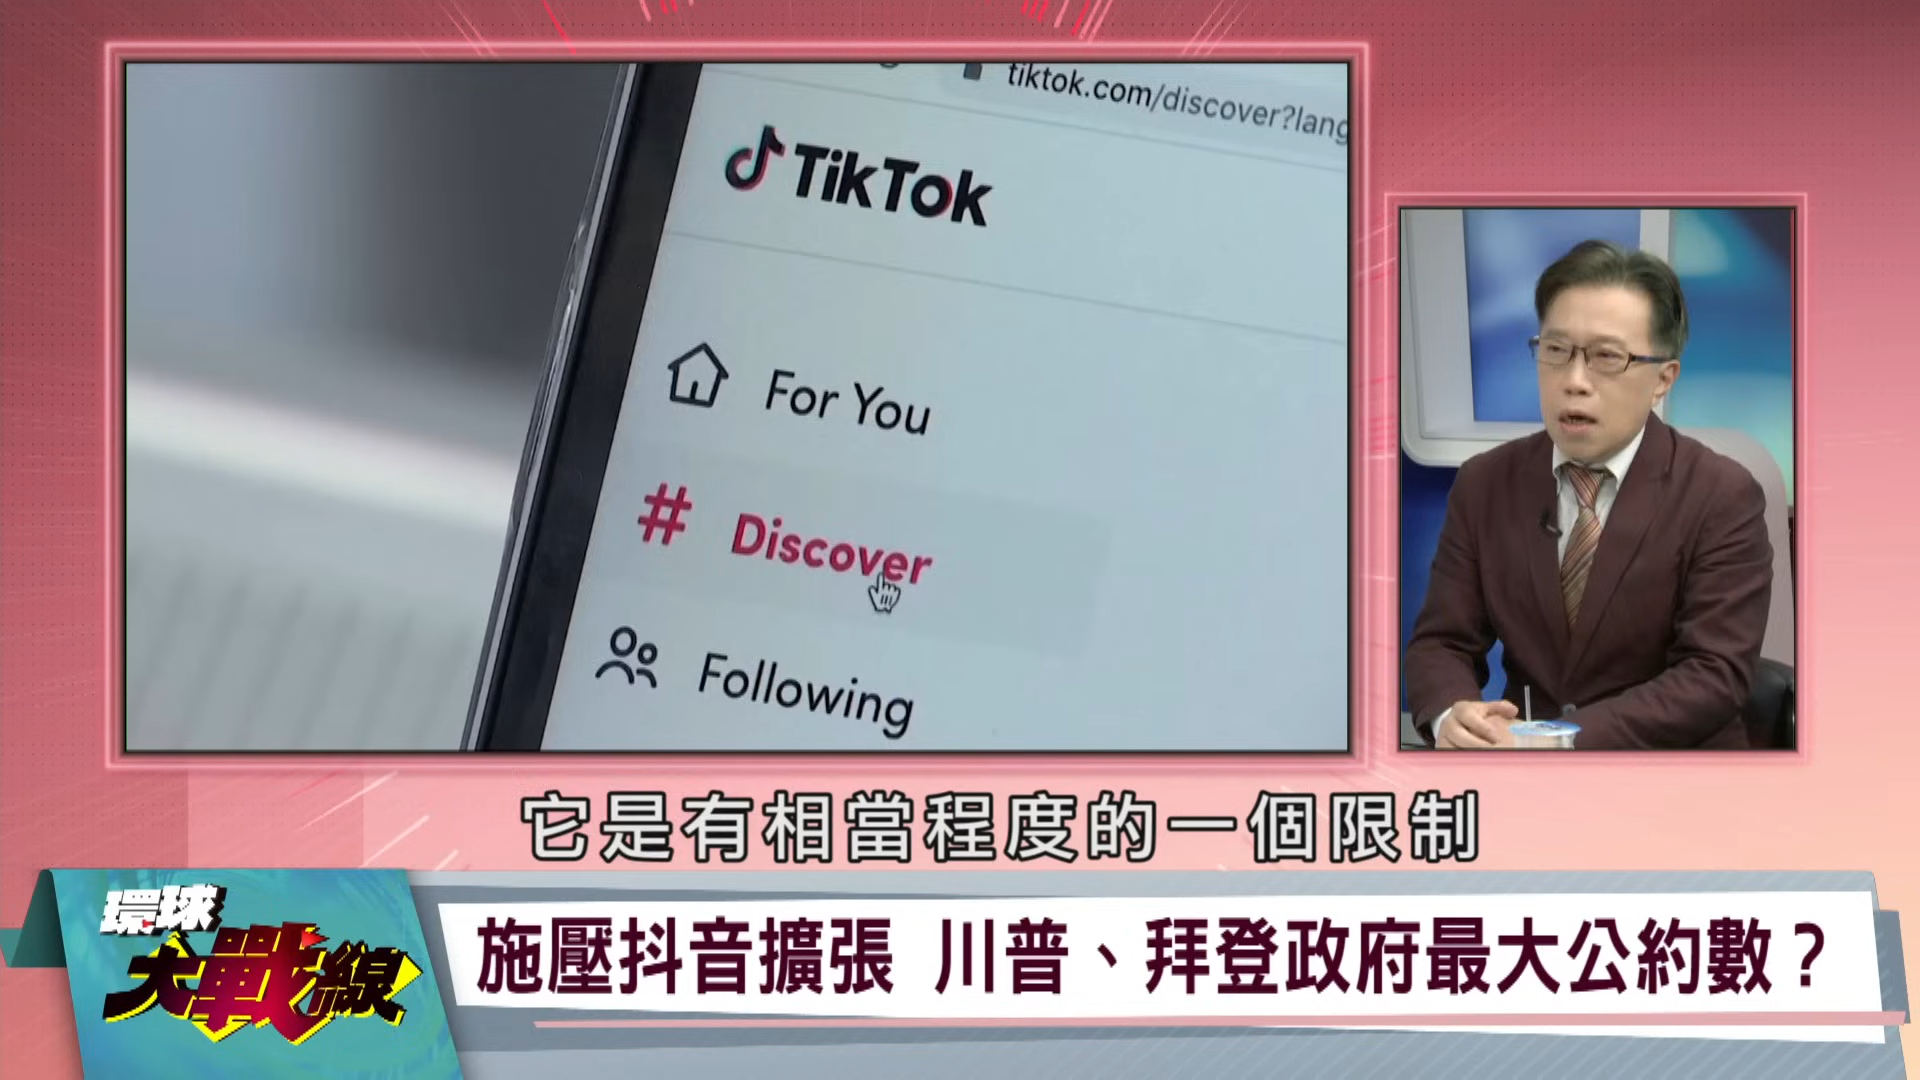 tiktok.com/discover?lang
TikTok
For You
# Discover
Following
它是有相當程度的一個限制
環球
大戰線
施壓抖音擴張 川普、拜登政府最大公約數？